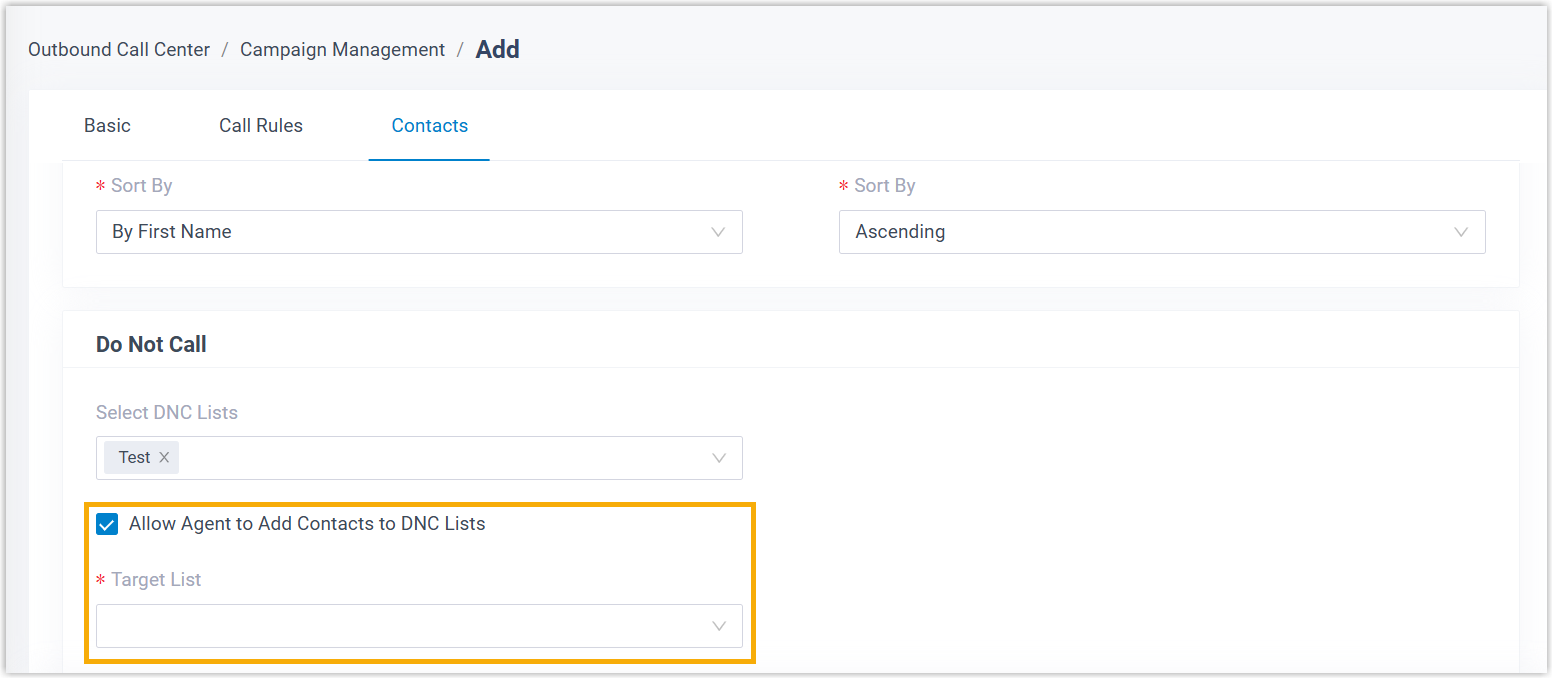 Outbound Call Center / Campaign Management / Add
Basic Call Rules Contacts
* Sort By * Sort By
By First Name Ascending
Do Not Call
Select DNC Lists
Test
Allow Agent to Add Contacts to DNC Lists
* Target List